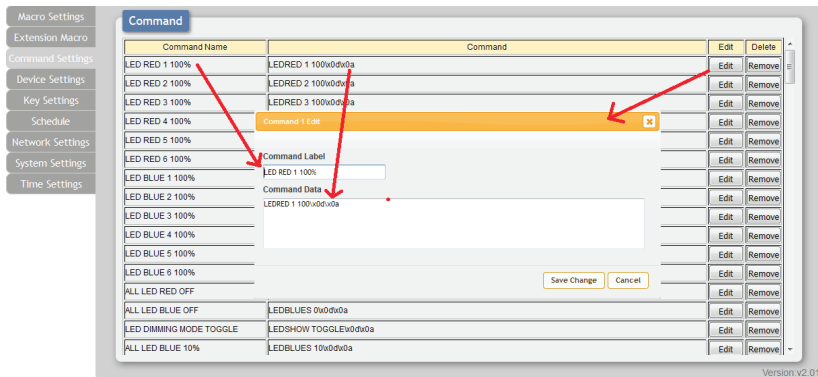 Macro Settings
Extension Macro
Command Settings
Device Settings
Key Settings
Schedule
Network Settings
System Settings
Time Settings
Command
Command Name Command Edit Delete
LED RED 1 100% LEDRED 1 100\x0d\x0a Edit Remove
LED RED 2 100% LEDRED 2 100\x0d\x0a Edit Remove
LED RED 3 100% LEDRED 3 100\x0d\x0a Edit Remove
LED RED 4 100% Edit Remove
LED RED 5 100% Edit Remove
LED RED 6 100% Edit Remove
LED BLUE 1 100% Edit Remove
LED BLUE 2 100% Edit Remove
LED BLUE 3 100% Edit Remove
LED BLUE 4 100% Edit Remove
LED BLUE 5 100% Edit Remove
LED BLUE 6 100% Edit Remove
ALL LED RED OFF Edit Remove
ALL LED BLUE OFF LEDBLUES 0\x0d\x0a Edit Remove
LED DIMMING MODE TOGGLE LEDSHOW TOGGLE\x0d\x0a Edit Remove
ALL LED BLUE 10% LEDBLUES 10\x0d\x0a Edit Remove
Command 1 Edit
Command Label
LED RED 1 100%
Command Data
LEDRED 1 100\x0d\x0a
Save Change Cancel
Version:v2.01